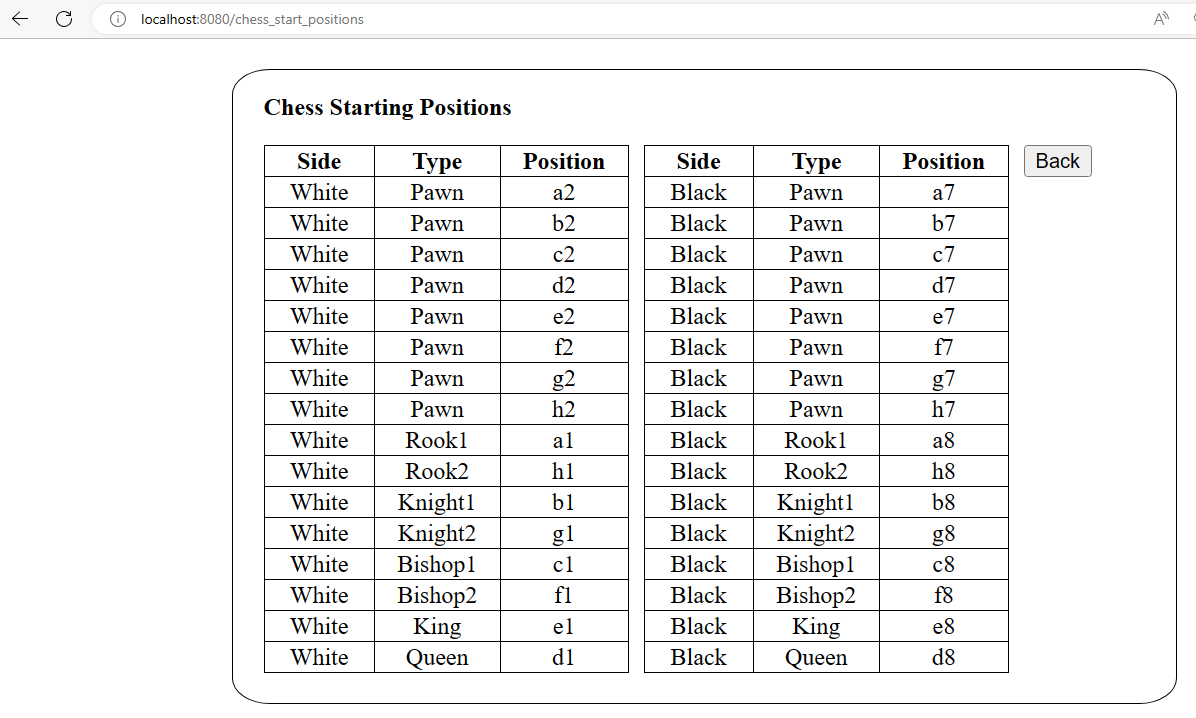 localhost:8080/chess_start_positions
Chess Starting Positions
Side Type Position Side Type Position Back
White Pawn a2 Black Pawn a7
White Pawn b2 Black Pawn b7
White Pawn c2 Black Pawn c7
White Pawn d2 Black Pawn d7
White Pawn e2 Black Pawn e7
White Pawn f2 Black Pawn f7
White Pawn g2 Black Pawn g7
White Pawn h2 Black Pawn h7
White Rook1 a1 Black Rook1 a8
White Rook2 h1 Black Rook2 h8
White Knight1 b1 Black Knight1 b8
White Knight2 g1 Black Knight2 g8
White Bishop1 c1 Black Bishop1 c8
White Bishop2 f1 Black Bishop2 f8
White King e1 Black King e8
White Queen d1 Black Queen d8